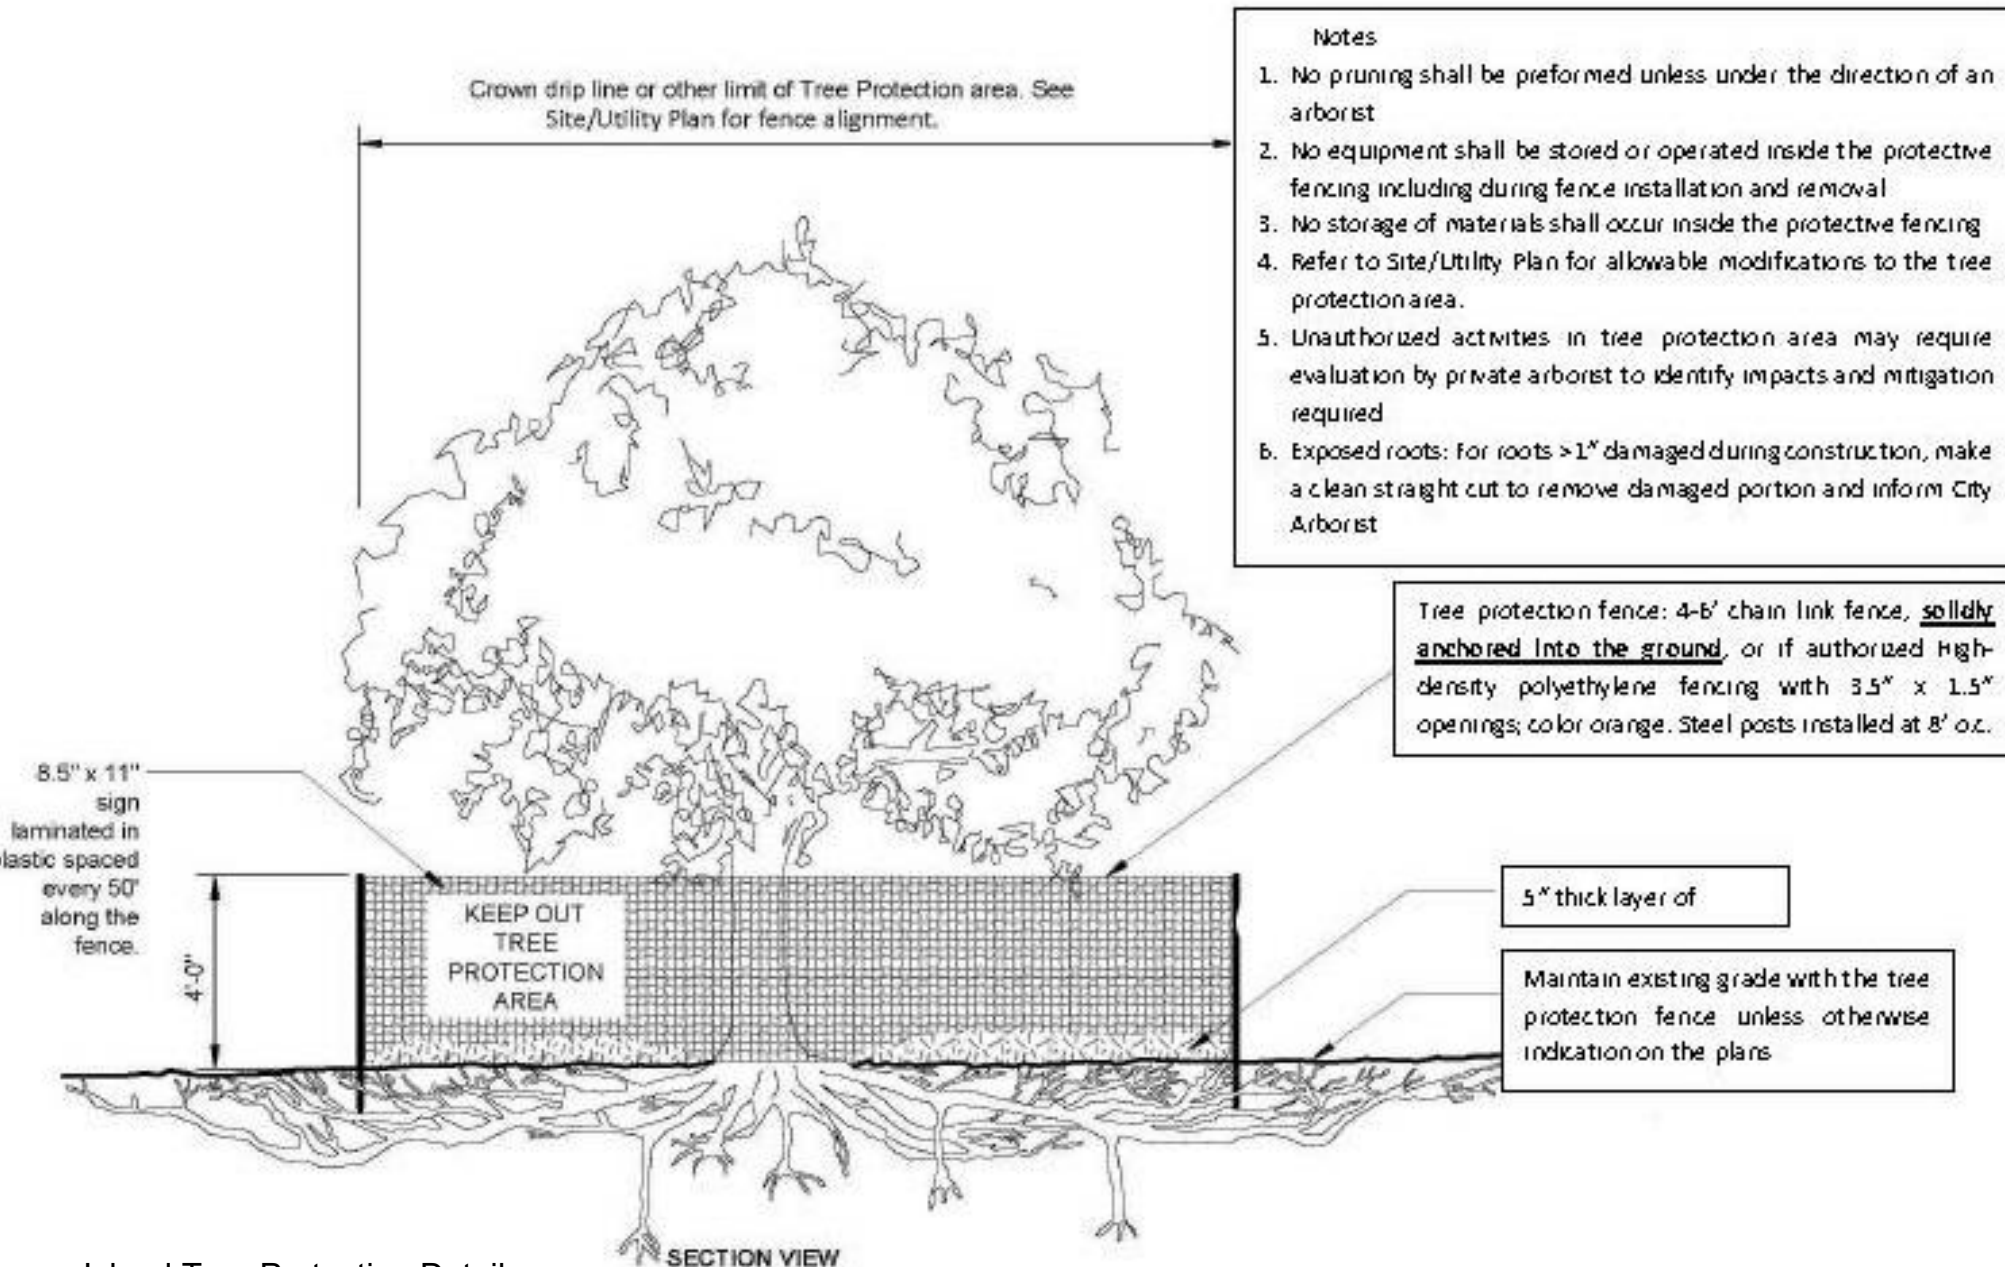 Crown drip line or other limit of Tree Protection area. See
Site/Utility Plan for fence alignment.
Notes
1. No pruning shall be preformed unless under the direction of an
arborist
2. No equipment shall be stored or operated inside the protective
fencing including during fence installation and removal
3. No storage of materials shall occur inside the protective fencing
4. Refer to Site/Utility Plan for allowable modifications to the tree
protection area.
5. Unauthorized activities in tree protection area may require
evaluation by private arborist to identify impacts and mitigation
required
6. Exposed roots: For roots >1" damaged during construction, make
a clean straight cut to remove damaged portion and inform City
Arborist
Tree protection fence: 4-6' chain link fence, solidly
anchored into the ground, or if authorized High-
density polyethylene fencing with 3.5" x 1.5"
openings; color orange. Steel posts installed at 8' o.c.
8.5" x 11"
sign
laminated in
plastic spaced
every 50'
along the
fence.
4'-0"
KEEP OUT
TREE
PROTECTION
AREA
5" thick layer of
Maintain existing grade with the tree
protection fence unless otherwise
indication on the plans
SECTION VIEW
Island Tree Protection Detail